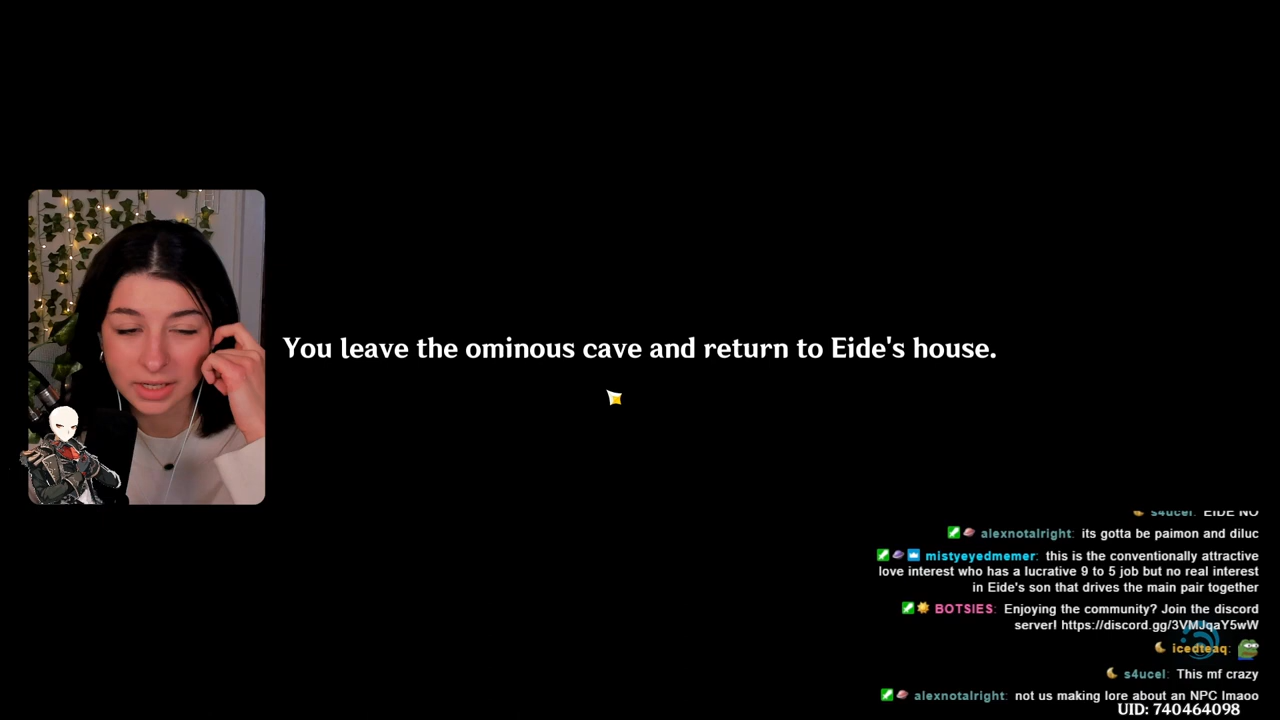 You leave the ominous cave and return to Eide's house.
s4ucel: EIDE NO
alexnotalright: its gotta be paimon and diluc
mistyeyedmemer: this is the conventionally attractive
love interest who has a lucrative 9 to 5 job but no real interest
in Eide's son that drives the main pair together
BOTSIES: Enjoying the community? Join the discord
server! https://discord.gg/3VMJqaY5wW
icedteaq:
s4ucel: This mf crazy
alexnotalright: not us making lore about an NPC lmaoo
UID: 740464098